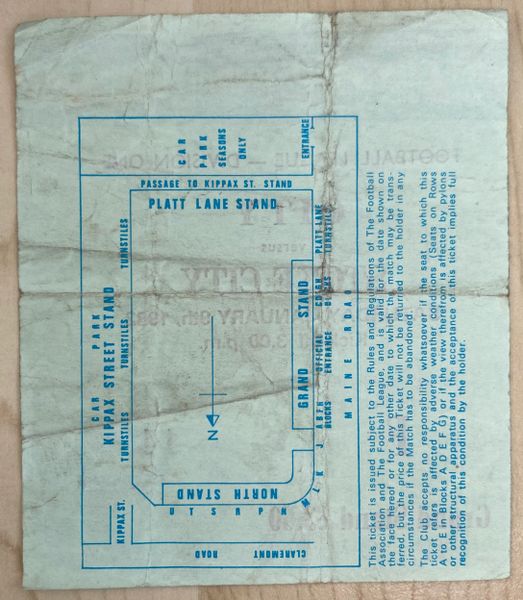 CAR
PARK
SEASONS
ONLY
ENTRANCE
PASSAGE TO KIPPAX ST. STAND
PLATT LANE STAND
PLATT LANE
TURNSTILES
TURNSTILES
TURNSTILES
TURNSTILES
CAR PARK
KIPPAX STREET STAND
KIPPAX ST.
N
GRAND STAND
BLOCKS
OFFICIAL
ENTRANCE
BLOCKS
MAINE ROAD
NORTH STAND
M L K J
CLAREMONT
ROAD
This ticket is issued subject to the Rules and Regulations of The Football
Association and The Football League, and is valid for the date shown on
the face hereof or for any other date to which the match may be trans-
ferred, but the price of this Ticket will not be returned to the holder in any
circumstances if the Match has to be abandoned.
The Club accepts no responsibility whatsoever if the seat to which this
ticket refers is affected by adverse weather conditions (Seats on Rows
A to E in Blocks A D E F G) or if the view therefrom is affected by pylons
or other structural apparatus and the acceptance of this ticket implies full
recognition of this condition by the holder.